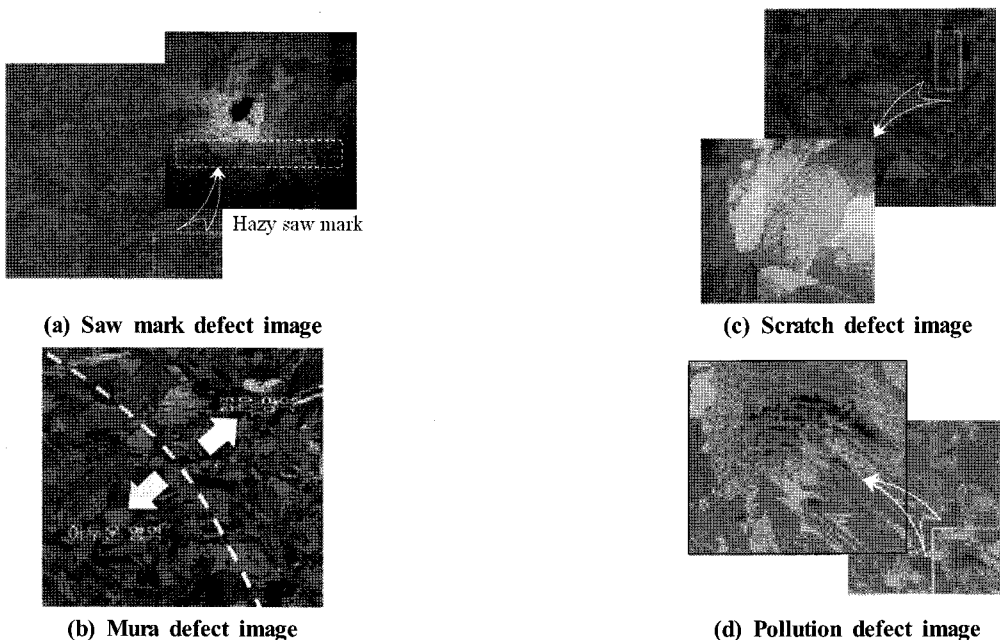 Hazy saw mark
(a) Saw mark defect image
(c) Scratch defect image
(b) Mura defect image
(d) Pollution defect image